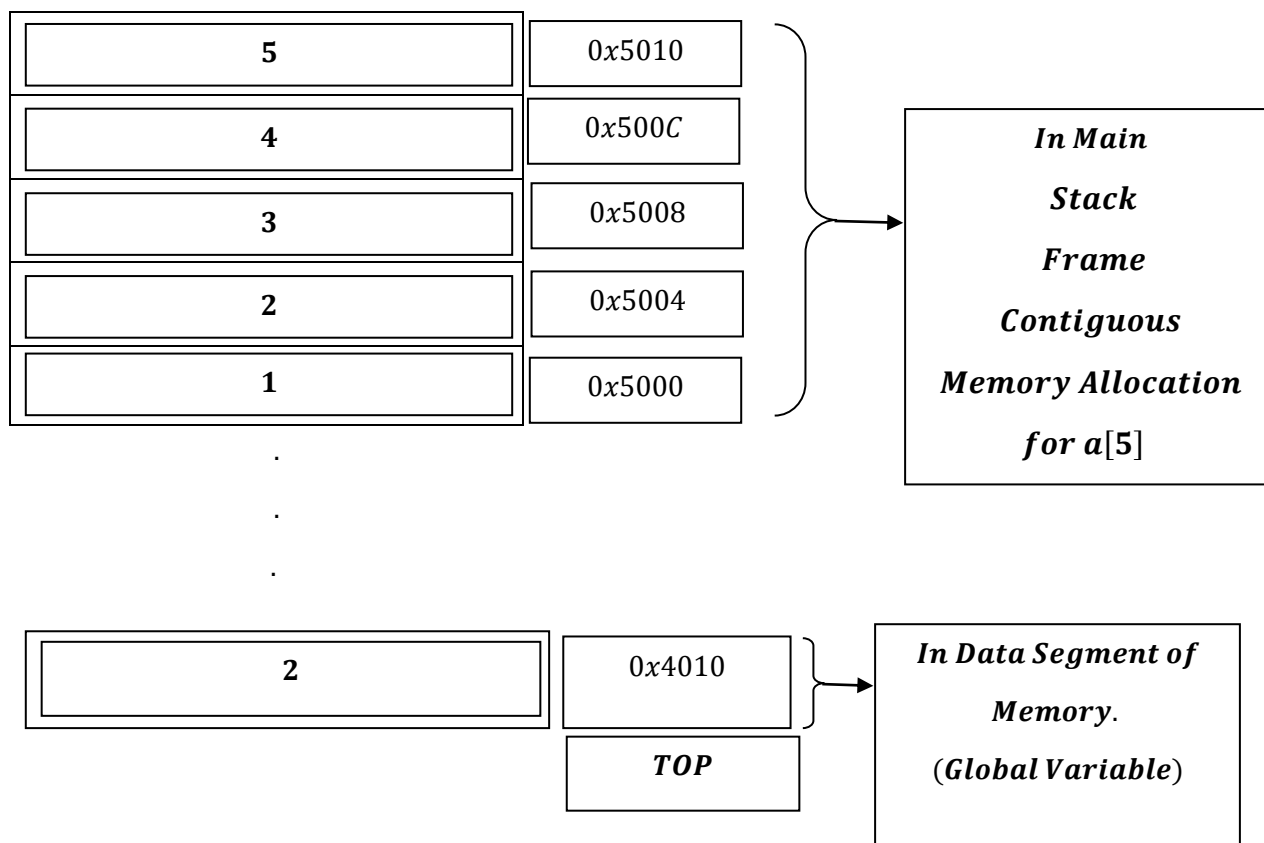 5
0x5010
4
0x500C
3
0x5008
2
0x5004
1
0x5000
In Main
Stack
Frame
Contiguous
Memory Allocation
for a[5]
.
.
.
2
0x4010
TOP
In Data Segment of
Memory.
(Global Variable)